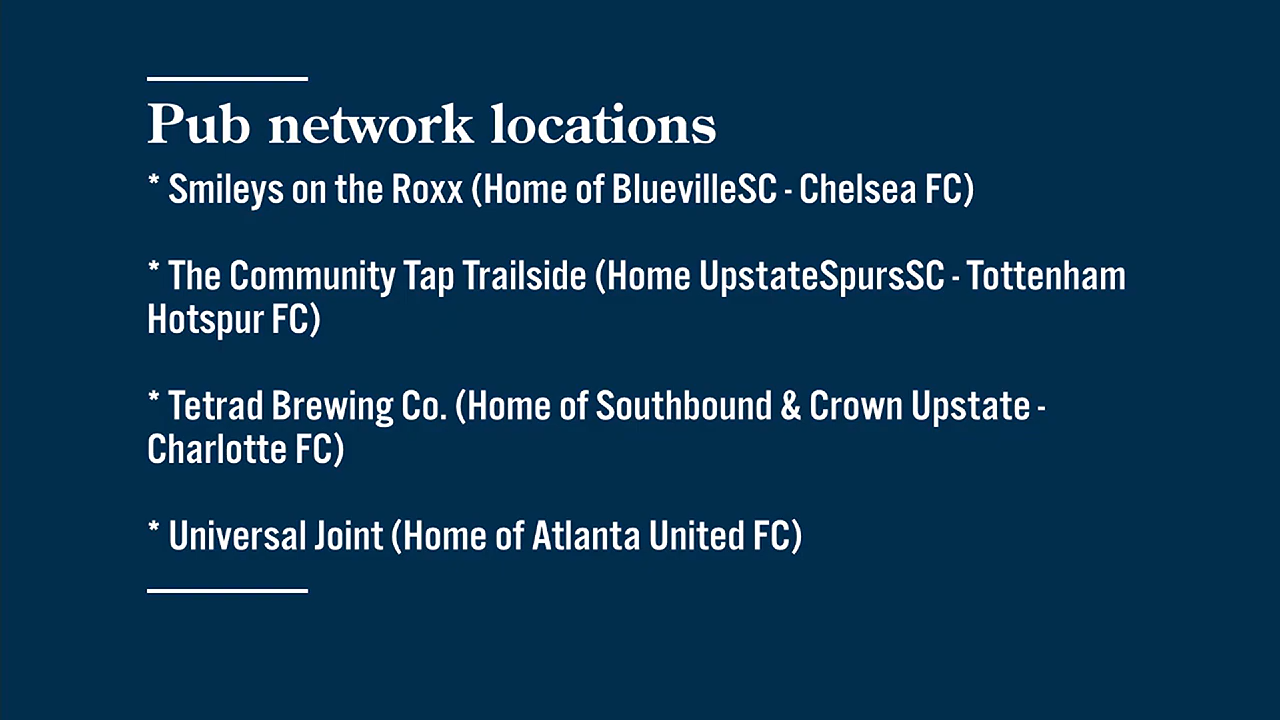 Pub network locations
* Smileys on the Roxx (Home of BluevilleSC - Chelsea FC)
* The Community Tap Trailside (Home UpstateSpursSC - Tottenham
Hotspur FC)
* Tetrad Brewing Co. (Home of Southbound & Crown Upstate -
Charlotte FC)
* Universal Joint (Home of Atlanta United FC)